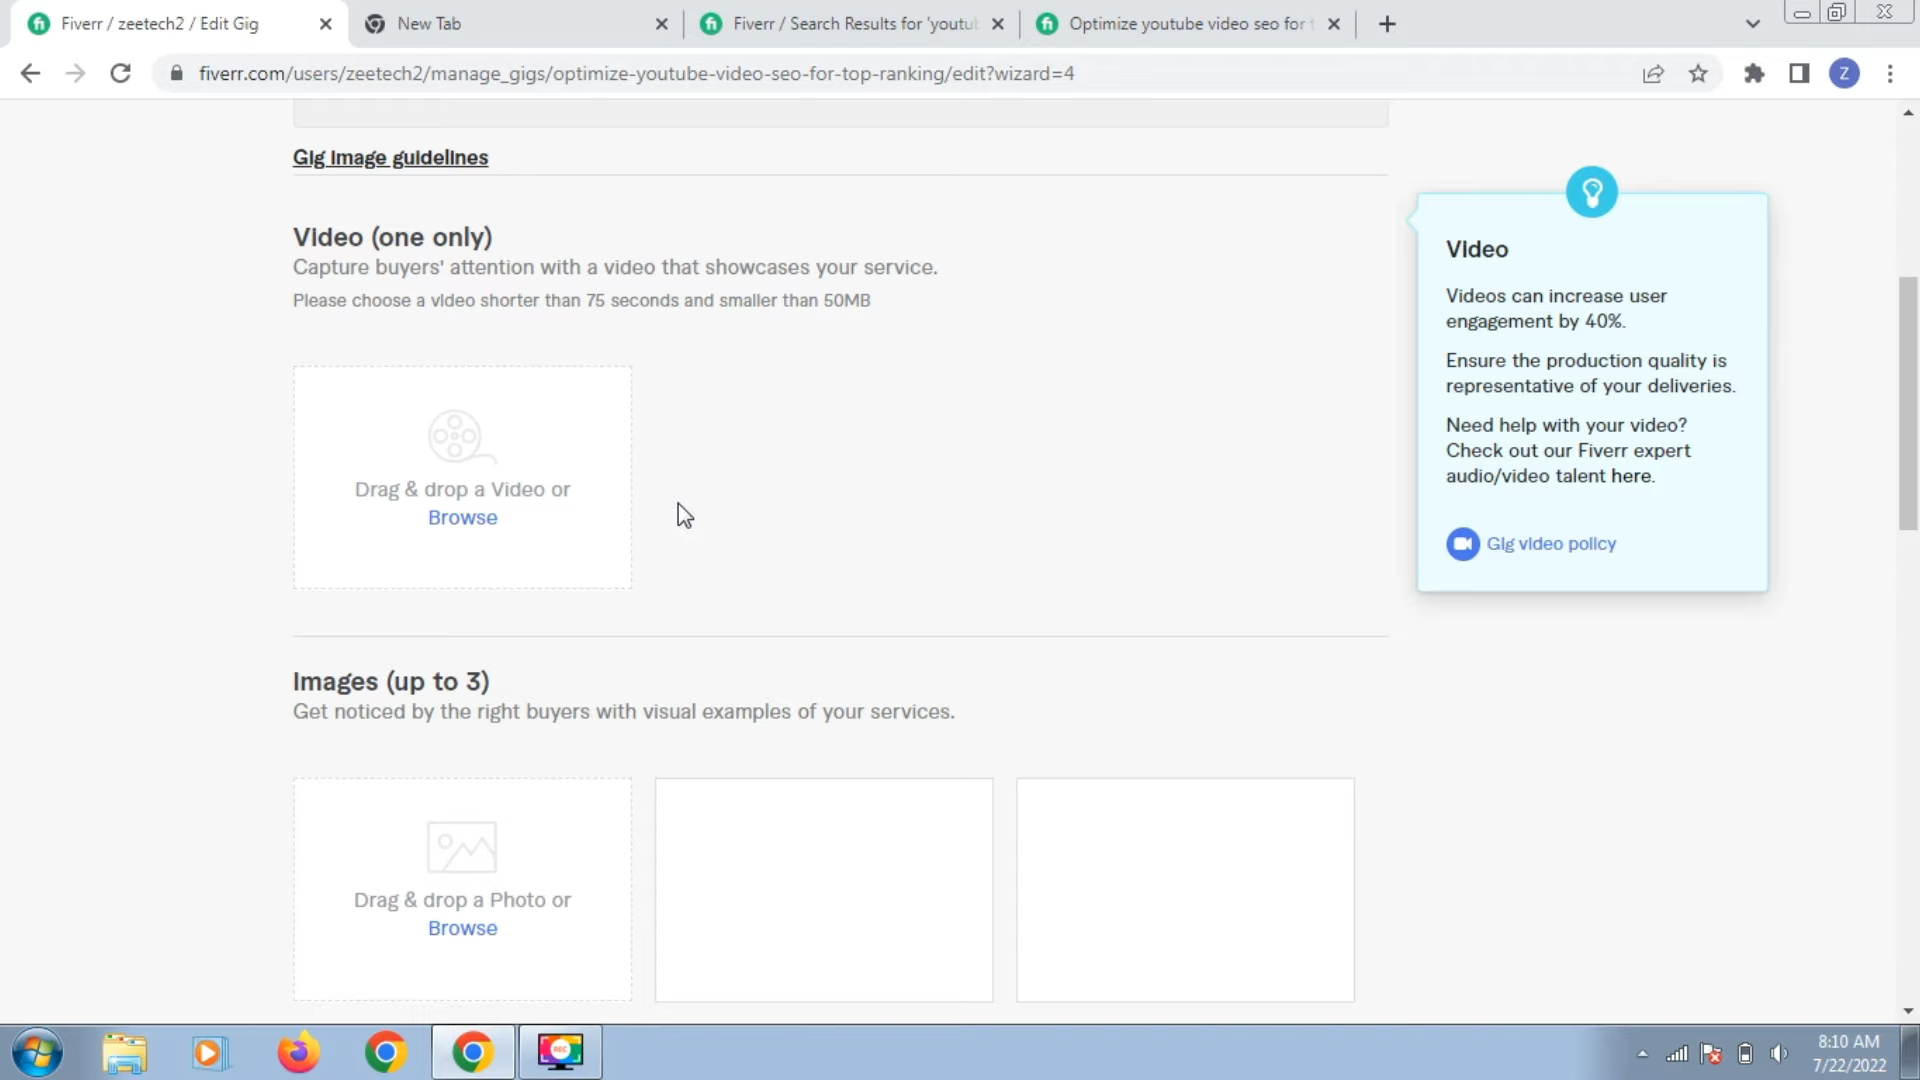 Fiverr / zeetech2 / Edit Gig
New Tab
Fiverr / Search Results for 'youtu
Optimize youtube video seo for t
fiverr.com/users/zeetech2/manage_gigs/optimize-youtube-video-seo-for-top-ranking/edit?wizard=4
Z
Gig image guidelines
Video (one only)
Capture buyers' attention with a video that showcases your service.
Please choose a video shorter than 75 seconds and smaller than 50MB
Drag & drop a Video or
Browse
Images (up to 3)
Get noticed by the right buyers with visual examples of your services.
Drag & drop a Photo or
Browse
Video
Videos can increase user
engagement by 40%.
Ensure the production quality is
representative of your deliveries.
Need help with your video?
Check out our Fiverr expert
audio/video talent here.
Gig video policy
REC
8:10 AM
7/22/2022